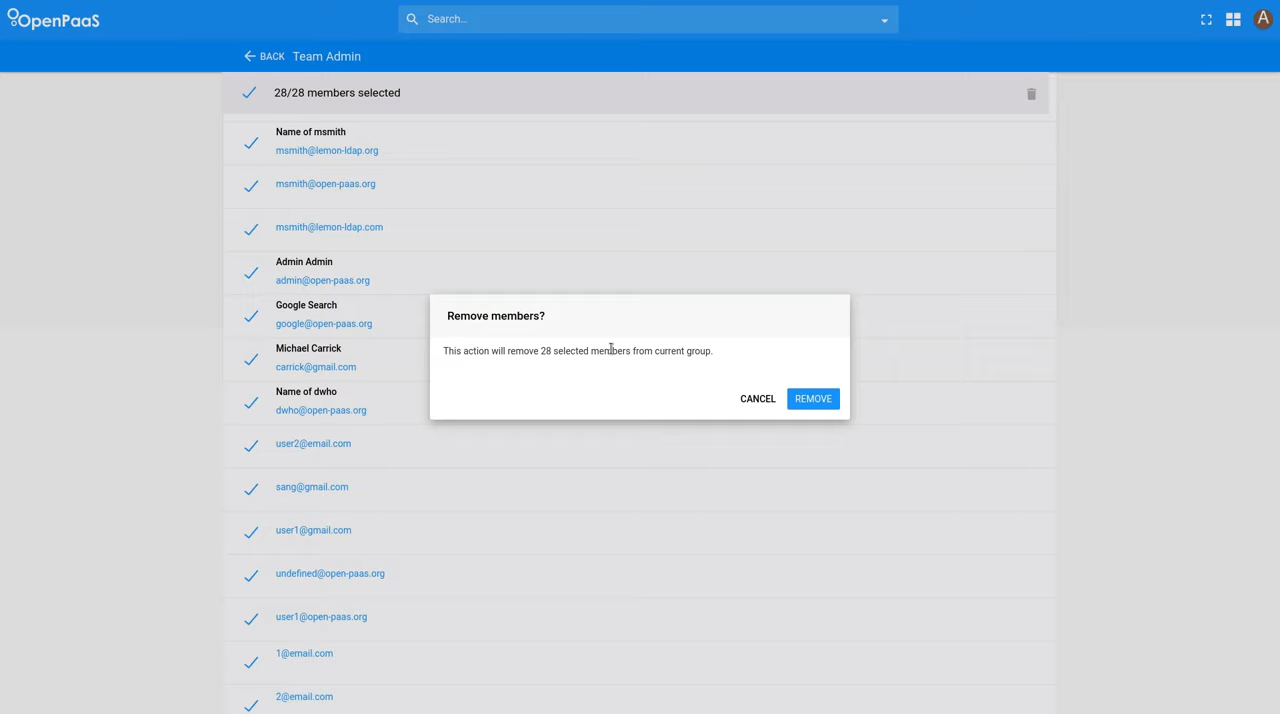 OpenPaaS
Search...
A
BACK Team Admin
28/28 members selected
Name of msmith
msmith@lemon-ldap.org
msmith@open-paas.org
msmith@lemon-ldap.com
Admin Admin
admin@open-paas.org
Google Search
google@open-paas.org
Michael Carrick
carrick@gmail.com
Name of dwho
dwho@open-paas.org
Remove members?
This action will remove 28 selected members from current group.
CANCEL REMOVE
user2@email.com
sang@gmail.com
user1@gmail.com
undefined@open-paas.org
user1@open-paas.org
1@email.com
2@email.com